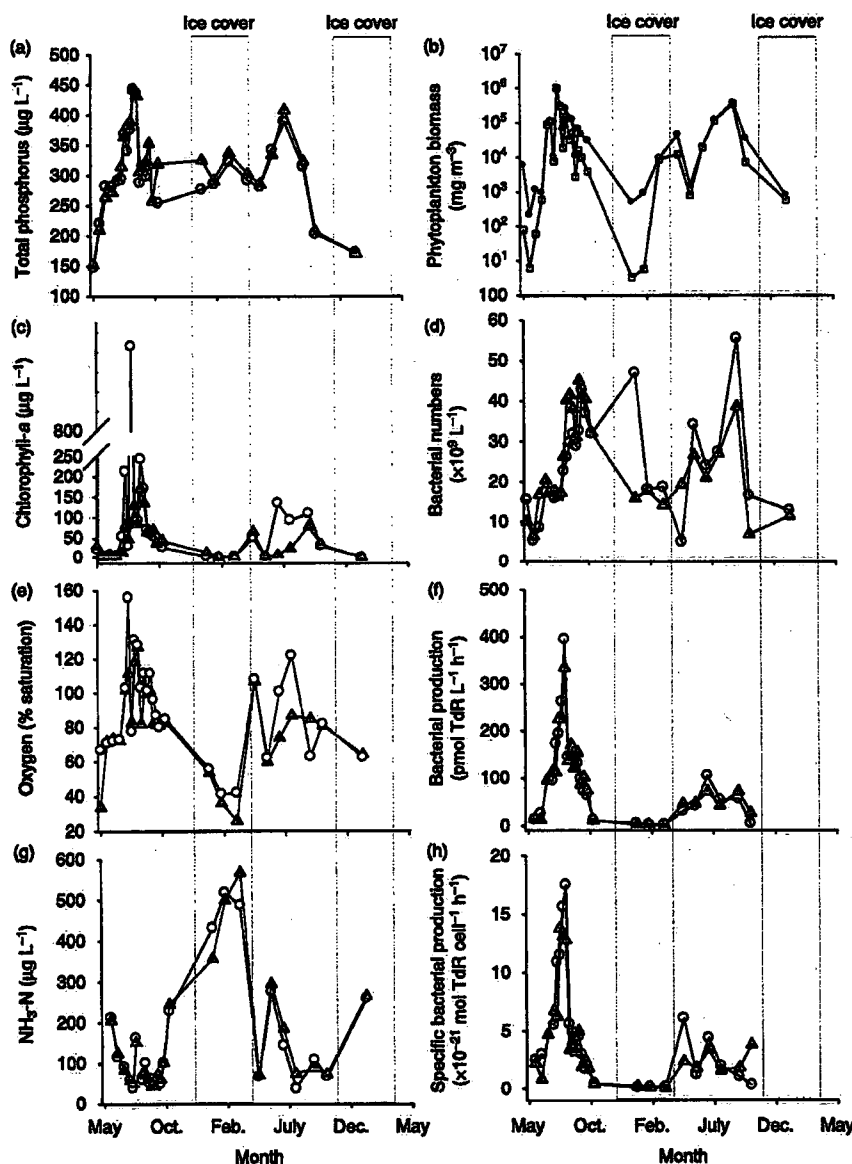 Ice cover Ice cover Ice cover Ice cover
(a) (b)
500 10⁷
450 10⁶
400 10⁵
350 10⁴
300 10³
250 10²
200 10¹
150 100
100
Total phosphorus (µg L⁻¹)
Phytoplankton biomass
(mg m⁻³)
(c) (d)
800 60
250 50
200 40
150 30
100 20
50 10
0 0
Chlorophyll-a (µg L⁻¹)
Bacterial numbers
(×10⁹ L⁻¹)
(e) (f)
160 500
140 400
120 300
100 200
80 100
60 0
40
20
Oxygen (% saturation)
Bacterial production
(pmol TdR L⁻¹ h⁻¹)
(g) (h)
600 20
500 15
400 10
300 5
200 0
100
0
NH₃-N (µg L⁻¹)
Specific bacterial production
(×10⁻²¹ mol TdR cell⁻¹ h⁻¹)
May Oct. Feb. July Dec. May May Oct. Feb. July Dec. May
Month Month